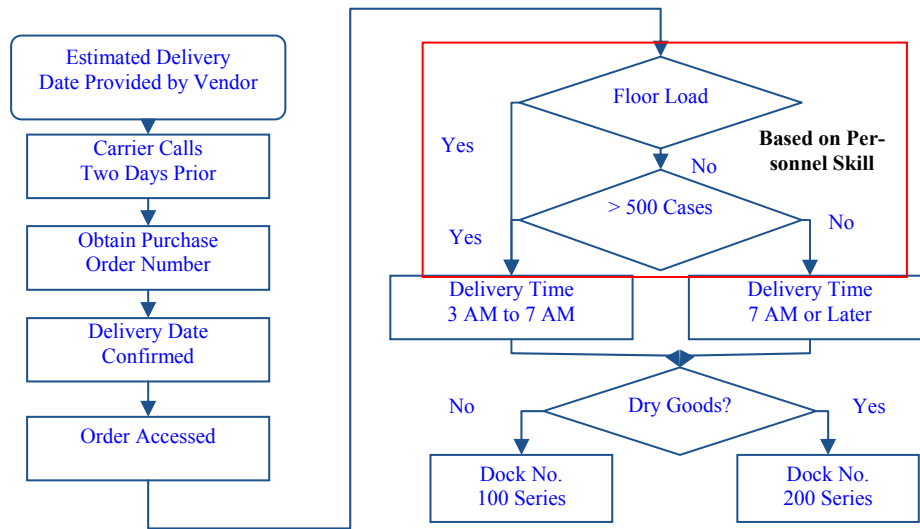 Estimated Delivery
Date Provided by Vendor
Carrier Calls
Two Days Prior
Obtain Purchase
Order Number
Delivery Date
Confirmed
Order Accessed
Floor Load
Yes
No
Based on Per-
sonnel Skill
> 500 Cases
Yes
No
Delivery Time
3 AM to 7 AM
Delivery Time
7 AM or Later
Dry Goods?
No
Yes
Dock No.
100 Series
Dock No.
200 Series